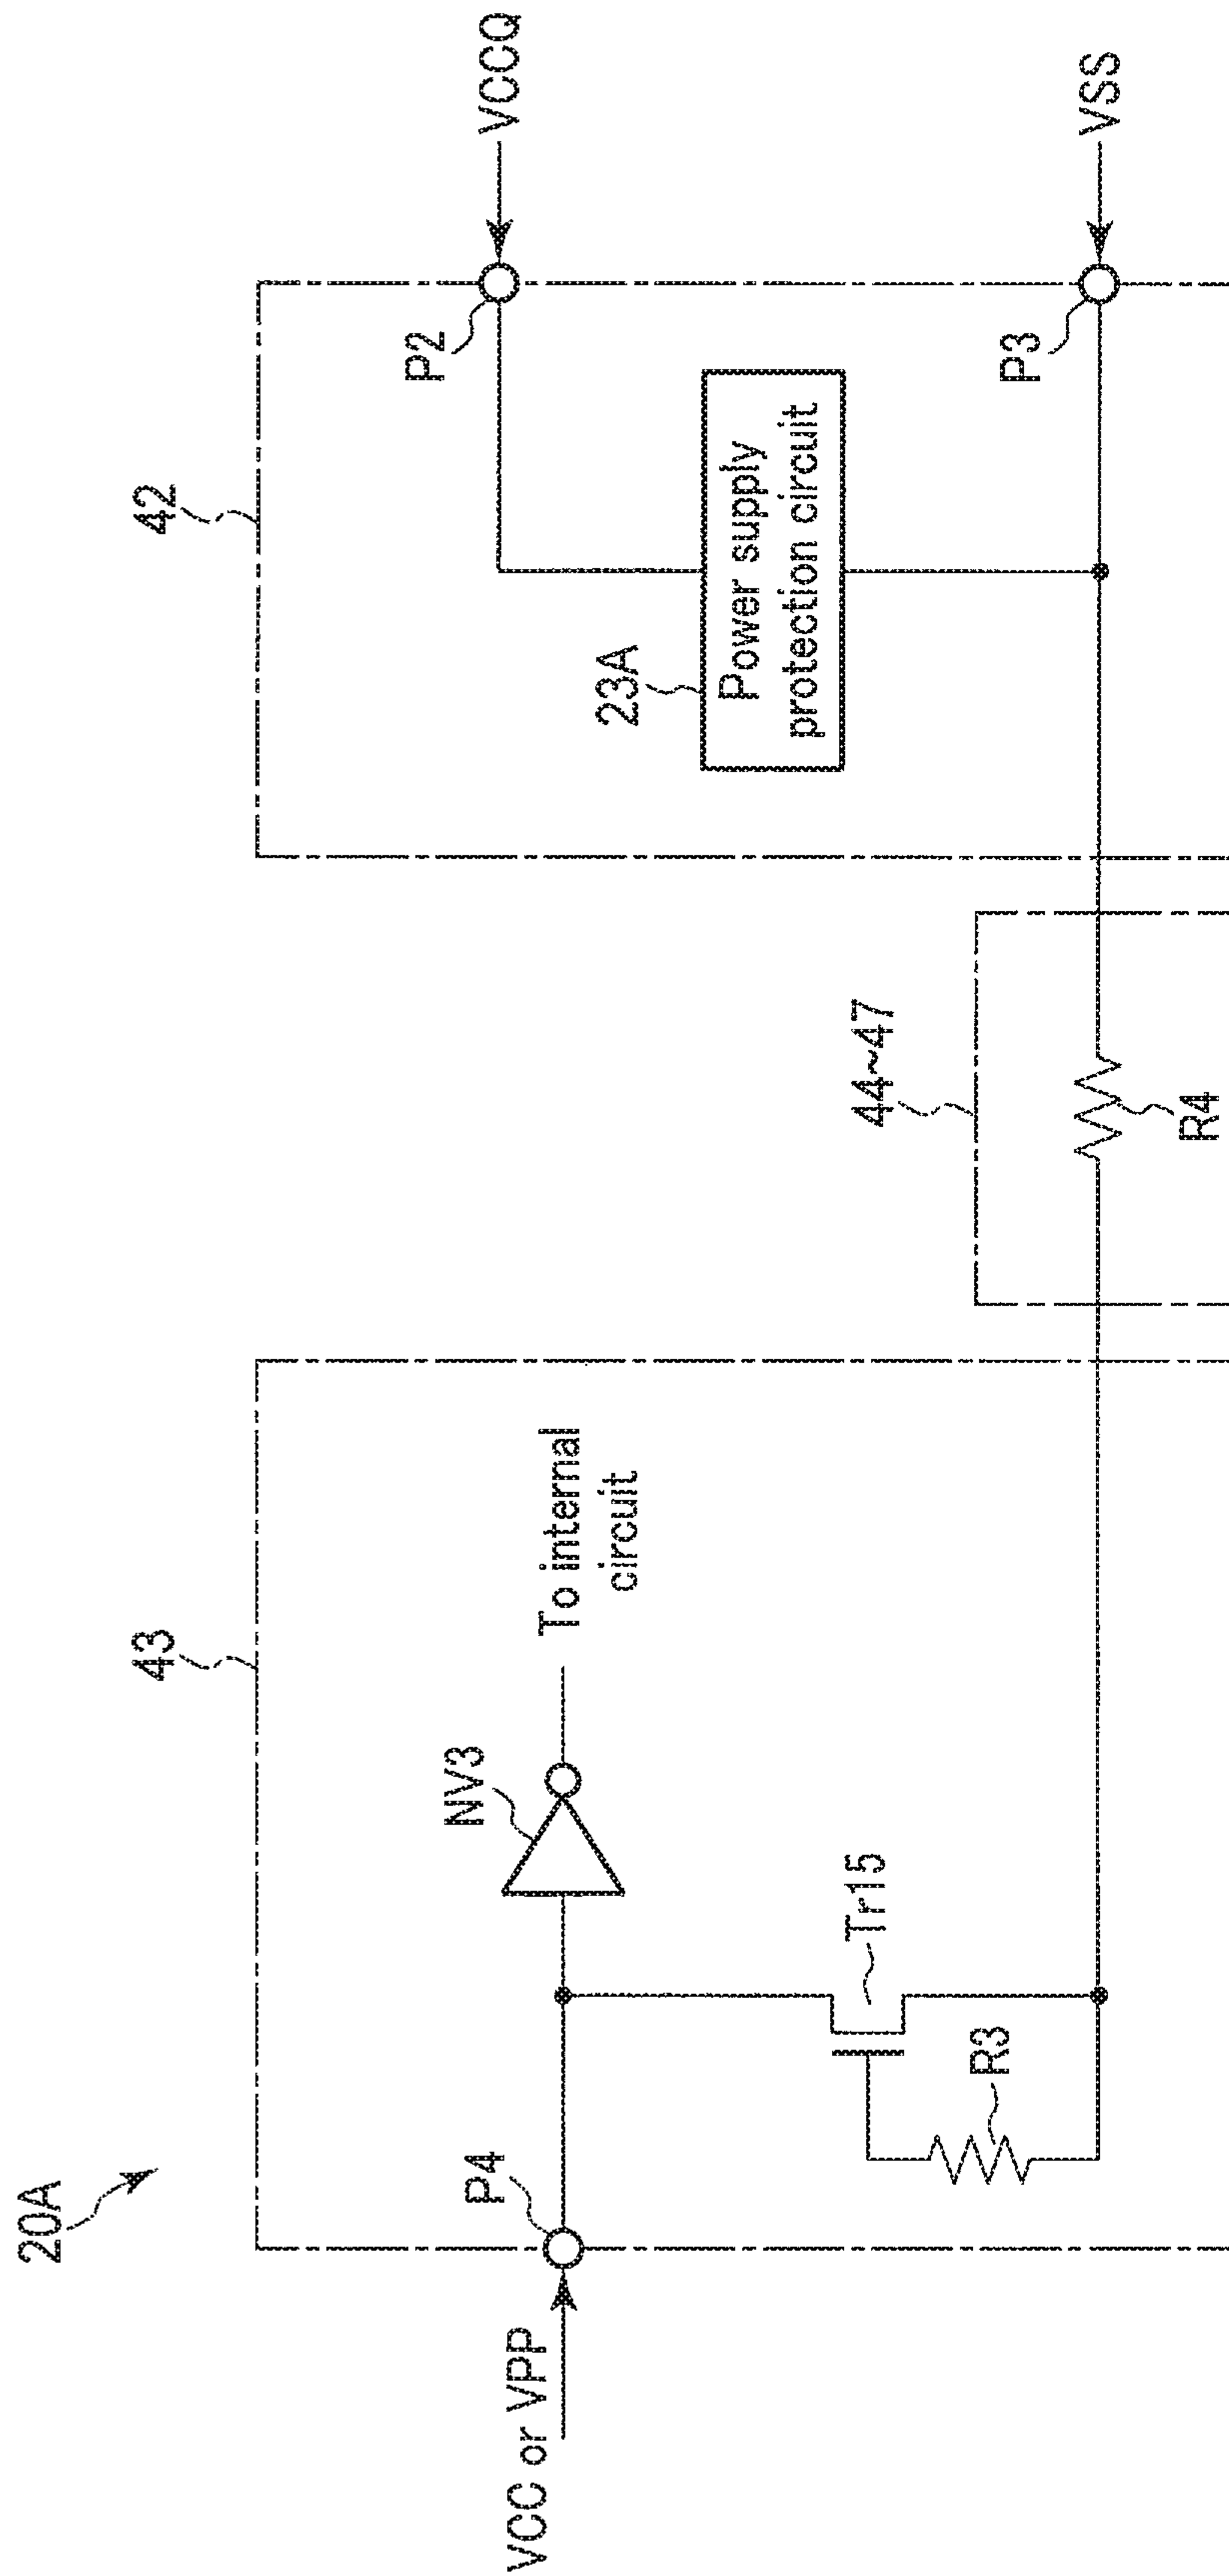 20A
43
42
VCC or VPP
P4
NV3
To internal
circuit
P2
VCCQ
23A
Power supply
protection circuit
Tr15
R3
44~47
R4
P3
VSS